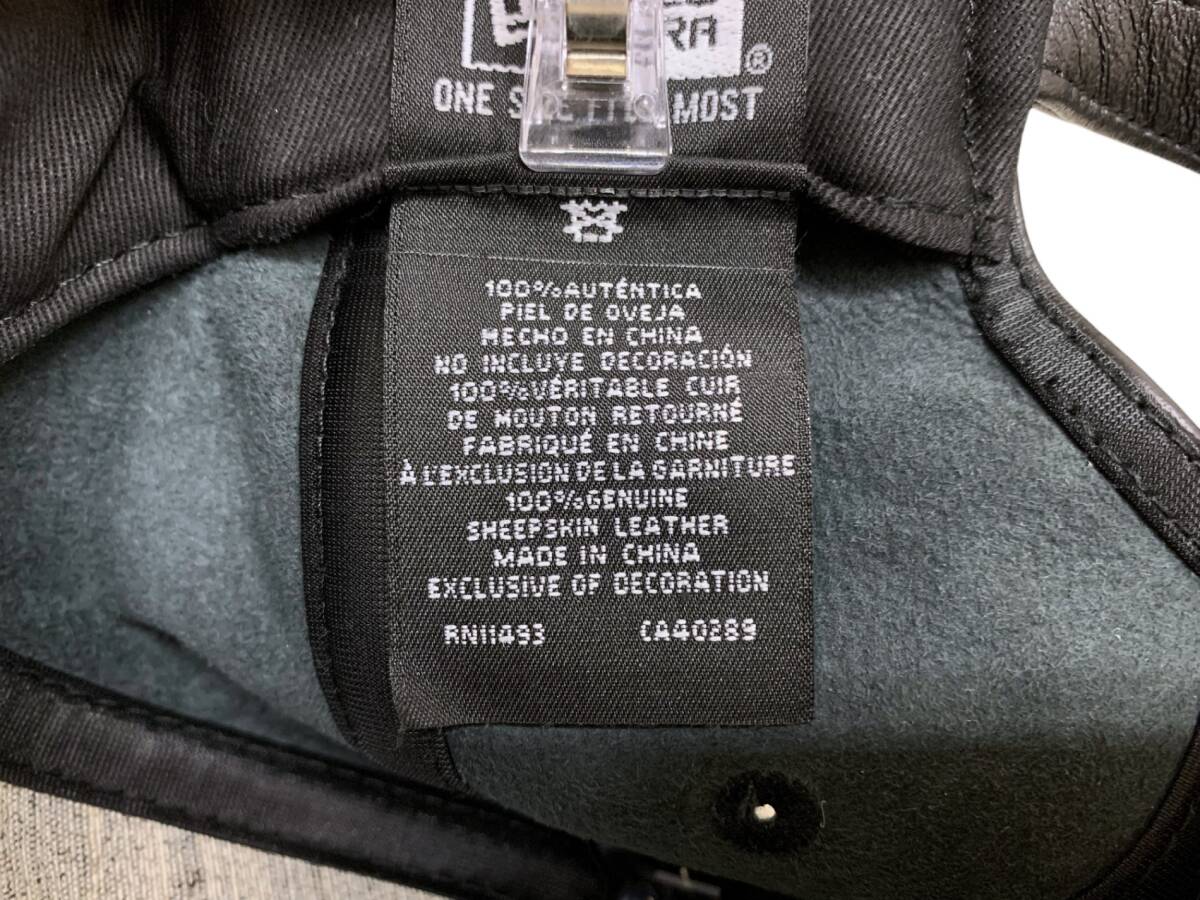 RA
®
ONE MOST
100%AUTÉNTICA
PIEL DE OVEJA
HECHO EN CHINA
NO INCLUYE DECORACIÓN
100%VÉRITABLE CUIR
DE MOUTON RETOURNÉ
FABRIQUÉ EN CHINE
À L'EXCLUSION DE LA GARNITURE
100%GENUINE
SHEEPSKIN LEATHER
MADE IN CHINA
EXCLUSIVE OF DECORATION
RN11493 CA40289